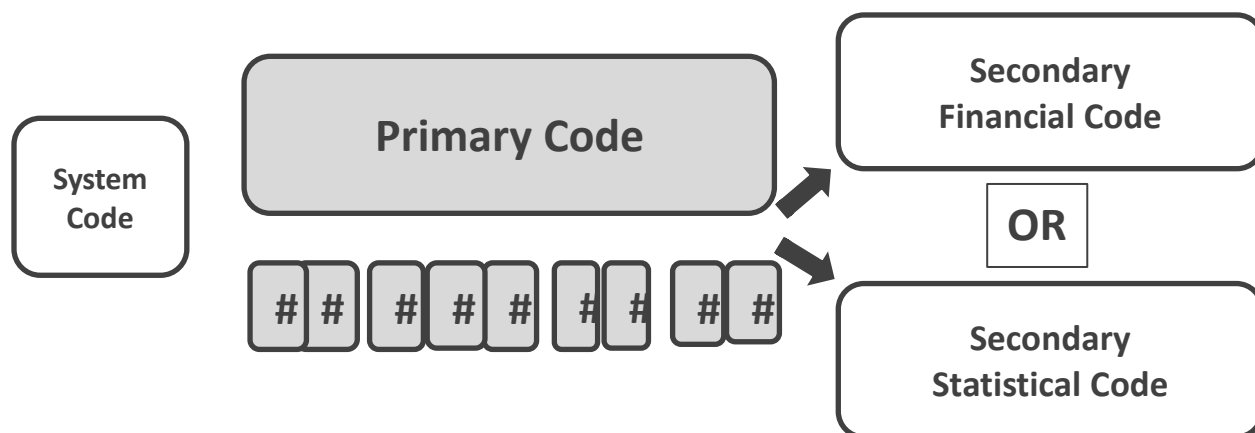 System
Code
Primary Code
# # # # # # # # #
Secondary
Financial Code
OR
Secondary
Statistical Code